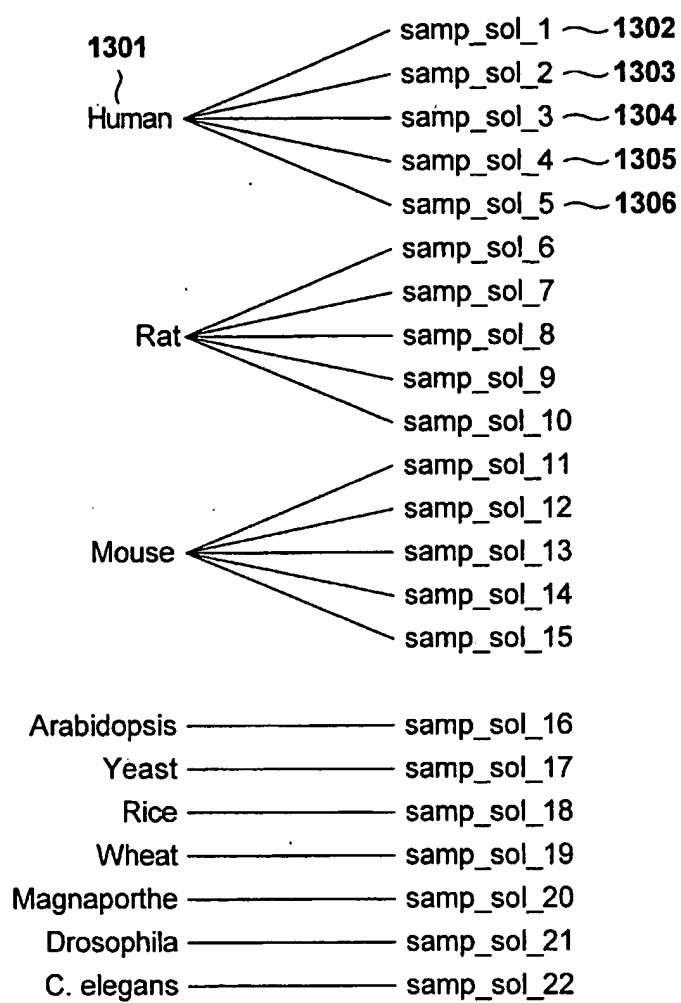 samp_sol_1 1302
1301
samp_sol_2 1303
Human samp_sol_3 1304
samp_sol_4 1305
samp_sol_5 1306
samp_sol_6
samp_sol_7
Rat samp_sol_8
samp_sol_9
samp_sol_10
samp_sol_11
samp_sol_12
Mouse samp_sol_13
samp_sol_14
samp_sol_15
Arabidopsis samp_sol_16
Yeast samp_sol_17
Rice samp_sol_18
Wheat samp_sol_19
Magnaporthe samp_sol_20
Drosophila samp_sol_21
C. elegans samp_sol_22